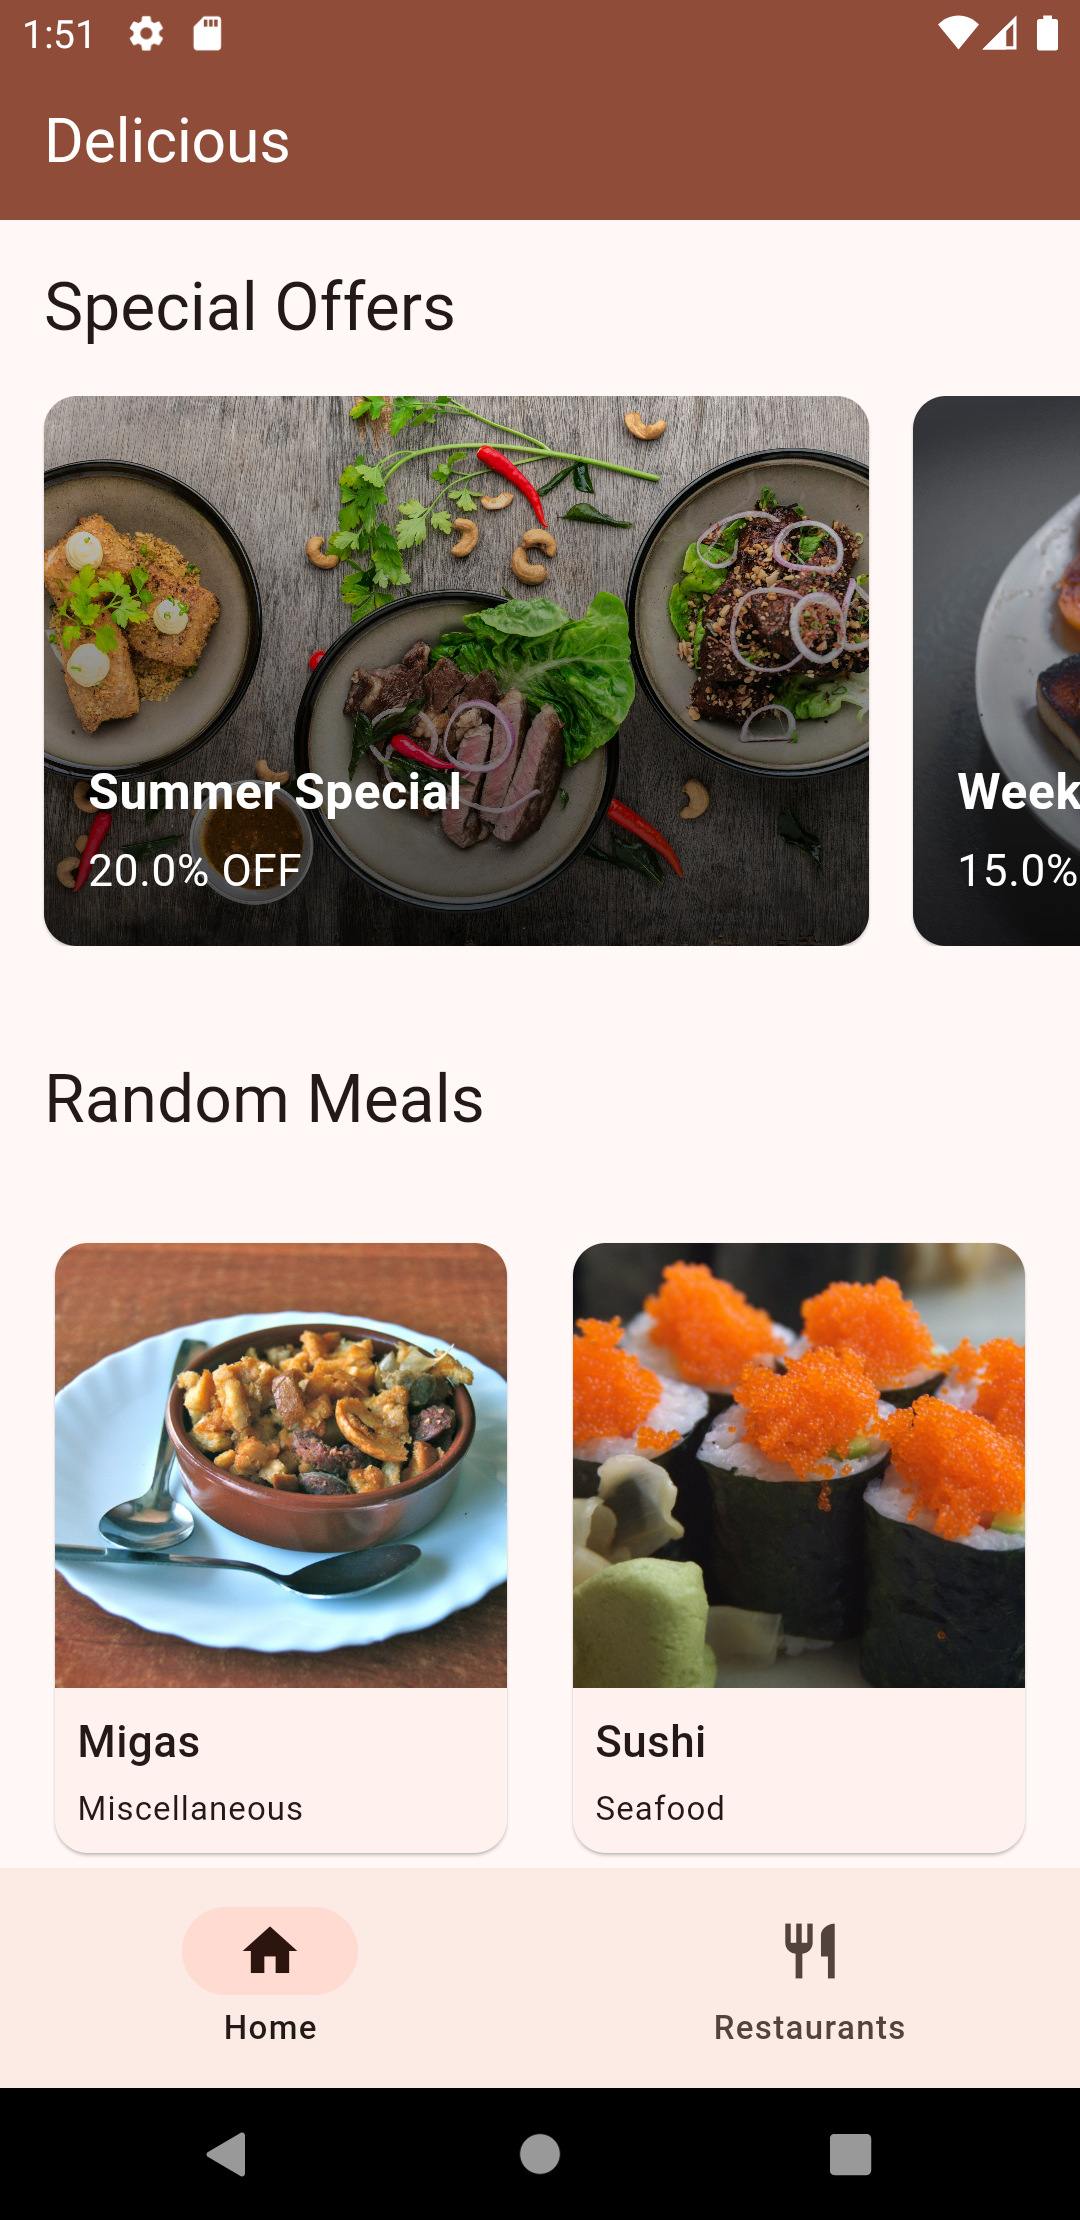 1:51
Delicious
Special Offers
Summer Special
20.0% OFF
Week
15.0%
Random Meals
Migas
Miscellaneous
Sushi
Seafood
Home
Restaurants